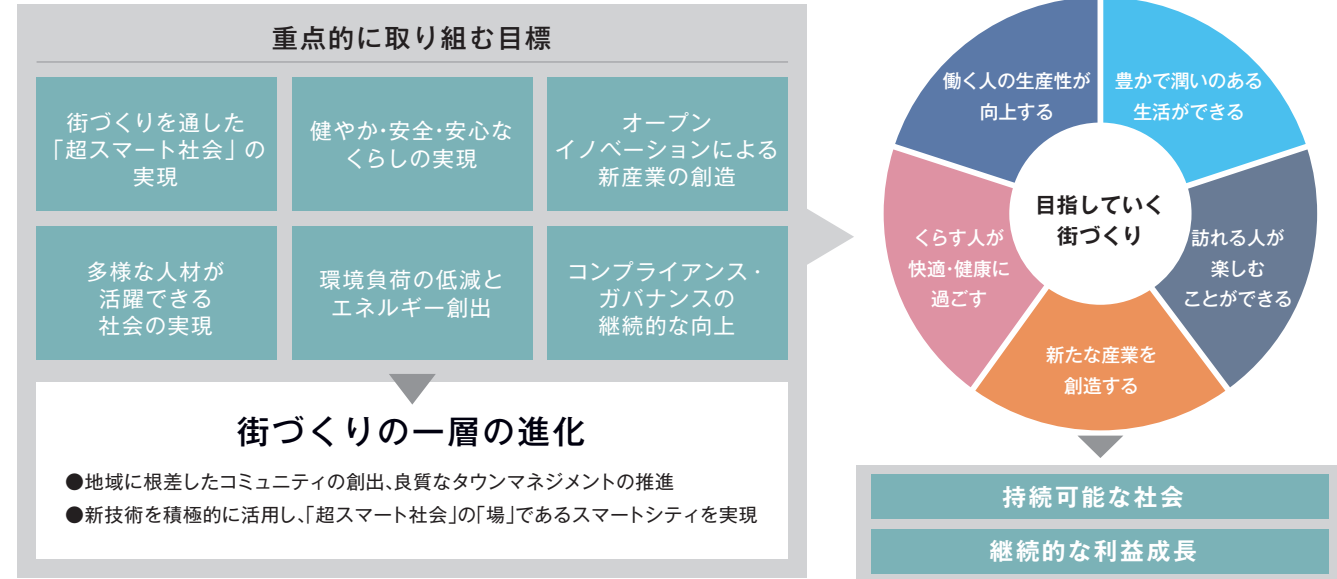 重点的に取り組む目標
街づくりを通した
「超スマート社会」の
実現
健やか・安全・安心な
くらしの実現
オープン
イノベーションによる
新産業の創造
多様な人材が
活躍できる
社会の実現
環境負荷の低減と
エネルギー創出
コンプライアンス・
ガバナンスの
継続的な向上
街づくりの一層の進化
●地域に根差したコミュニティの創出、良質なタウンマネジメントの推進
●新技術を積極的に活用し、「超スマート社会」の「場」であるスマートシティを実現
働く人の生産性が
向上する
豊かで潤いのある
生活ができる
目指していく
街づくり
くらす人が
快適・健康に
過ごす
訪れる人が
楽しむ
ことができる
新たな産業を
創造する
持続可能な社会
継続的な利益成長